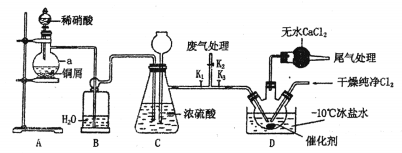 稀硝酸
a
铜屑
H₂O
浓硫酸
废气处理
K₁
K₂
K₃
无水CaCl₂
尾气处理
干燥纯净Cl₂
-10℃冰盐水
催化剂
A
B
C
D